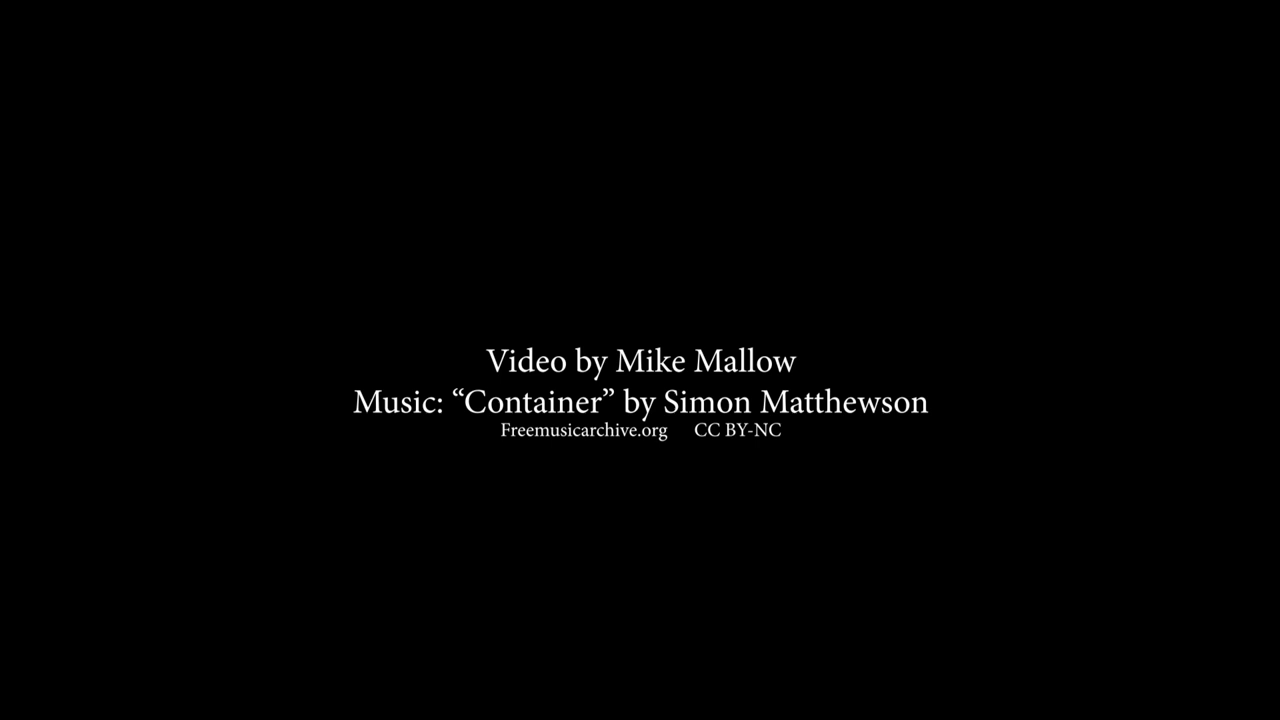 Video by Mike Mallow
Music: “Container” by Simon Matthewson
Freemusicarchive.org CC BY-NC